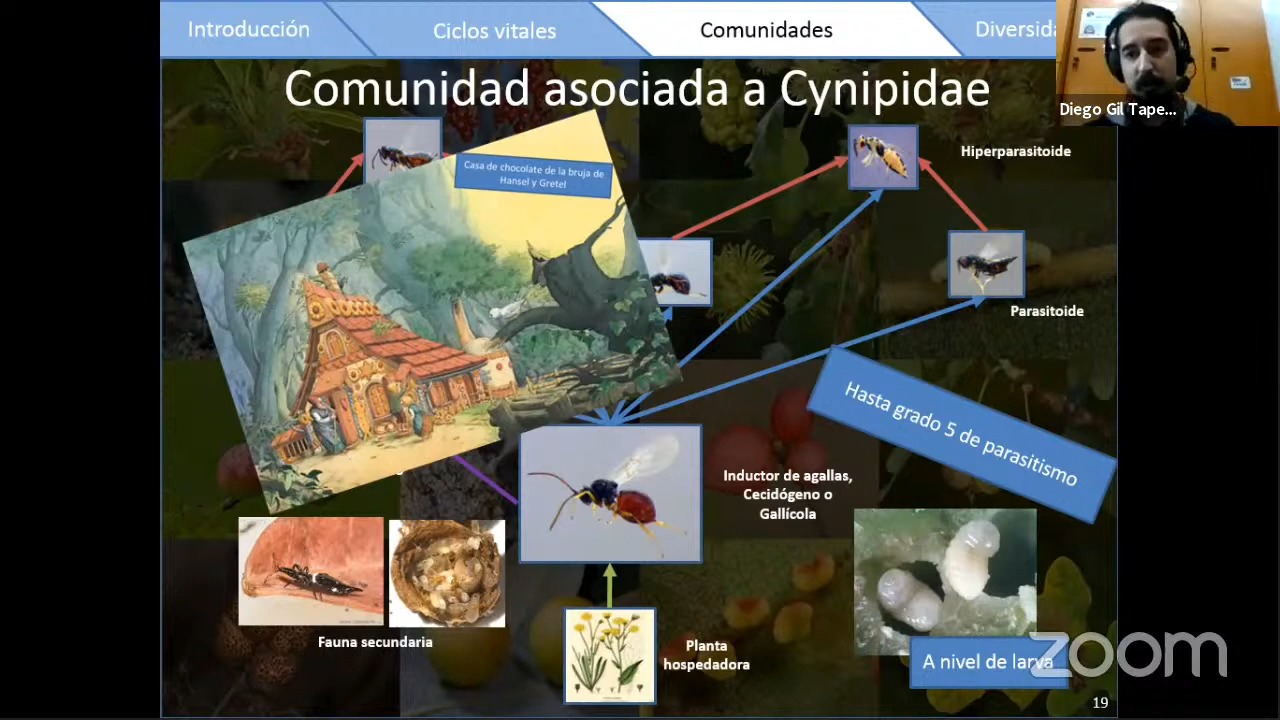 Introducción
Ciclos vitales
Comunidades
Comunidad asociada a Cynipidae
Diego Gil Tape...
Hiperparasitoide
Casa de chocolate de la bruja de
Hansel y Gretel
Parasitoide
Hasta grado 5 de parasitismo
Inductor de agallas,
Cecidógeno o
Gallícola
Fauna secundaria
Planta
hospedadora
A nivel de larva
zoom
19